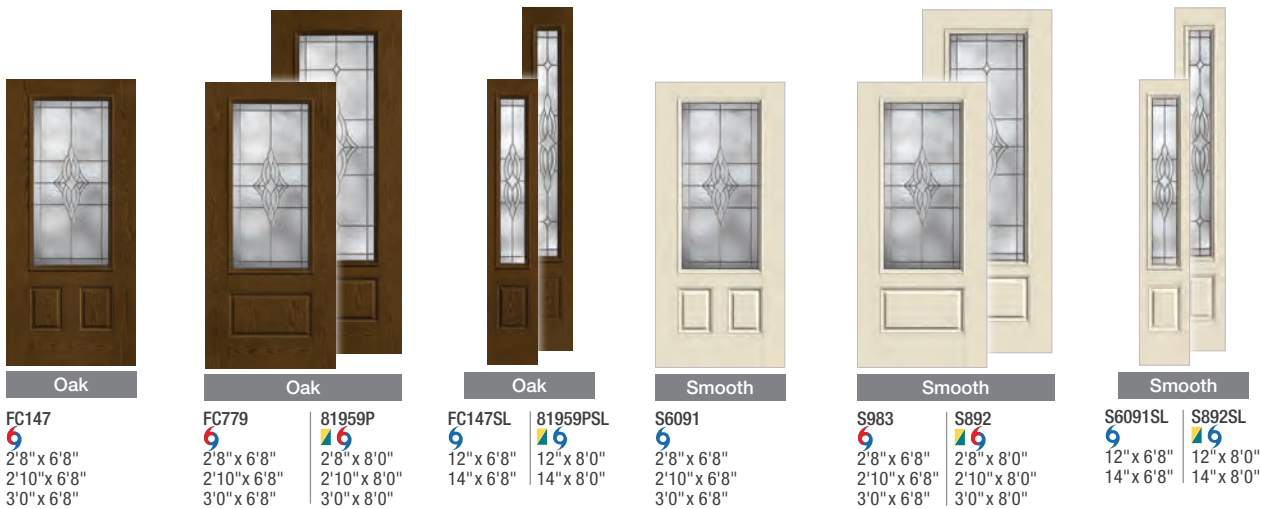 Oak
FC147
2'8" x 6'8"
2'10" x 6'8"
3'0" x 6'8"
Oak
FC779
2'8" x 6'8"
2'10" x 6'8"
3'0" x 6'8"
81959P
2'8" x 8'0"
2'10" x 8'0"
3'0" x 8'0"
Oak
FC147SL
12" x 6'8"
14" x 6'8"
81959PSL
12" x 8'0"
14" x 8'0"
Smooth
S6091
2'8" x 6'8"
2'10" x 6'8"
3'0" x 6'8"
Smooth
S983
2'8" x 6'8"
2'10" x 6'8"
3'0" x 6'8"
S892
2'8" x 8'0"
2'10" x 8'0"
3'0" x 8'0"
Smooth
S6091SL
12" x 6'8"
14" x 6'8"
S892SL
12" x 8'0"
14" x 8'0"